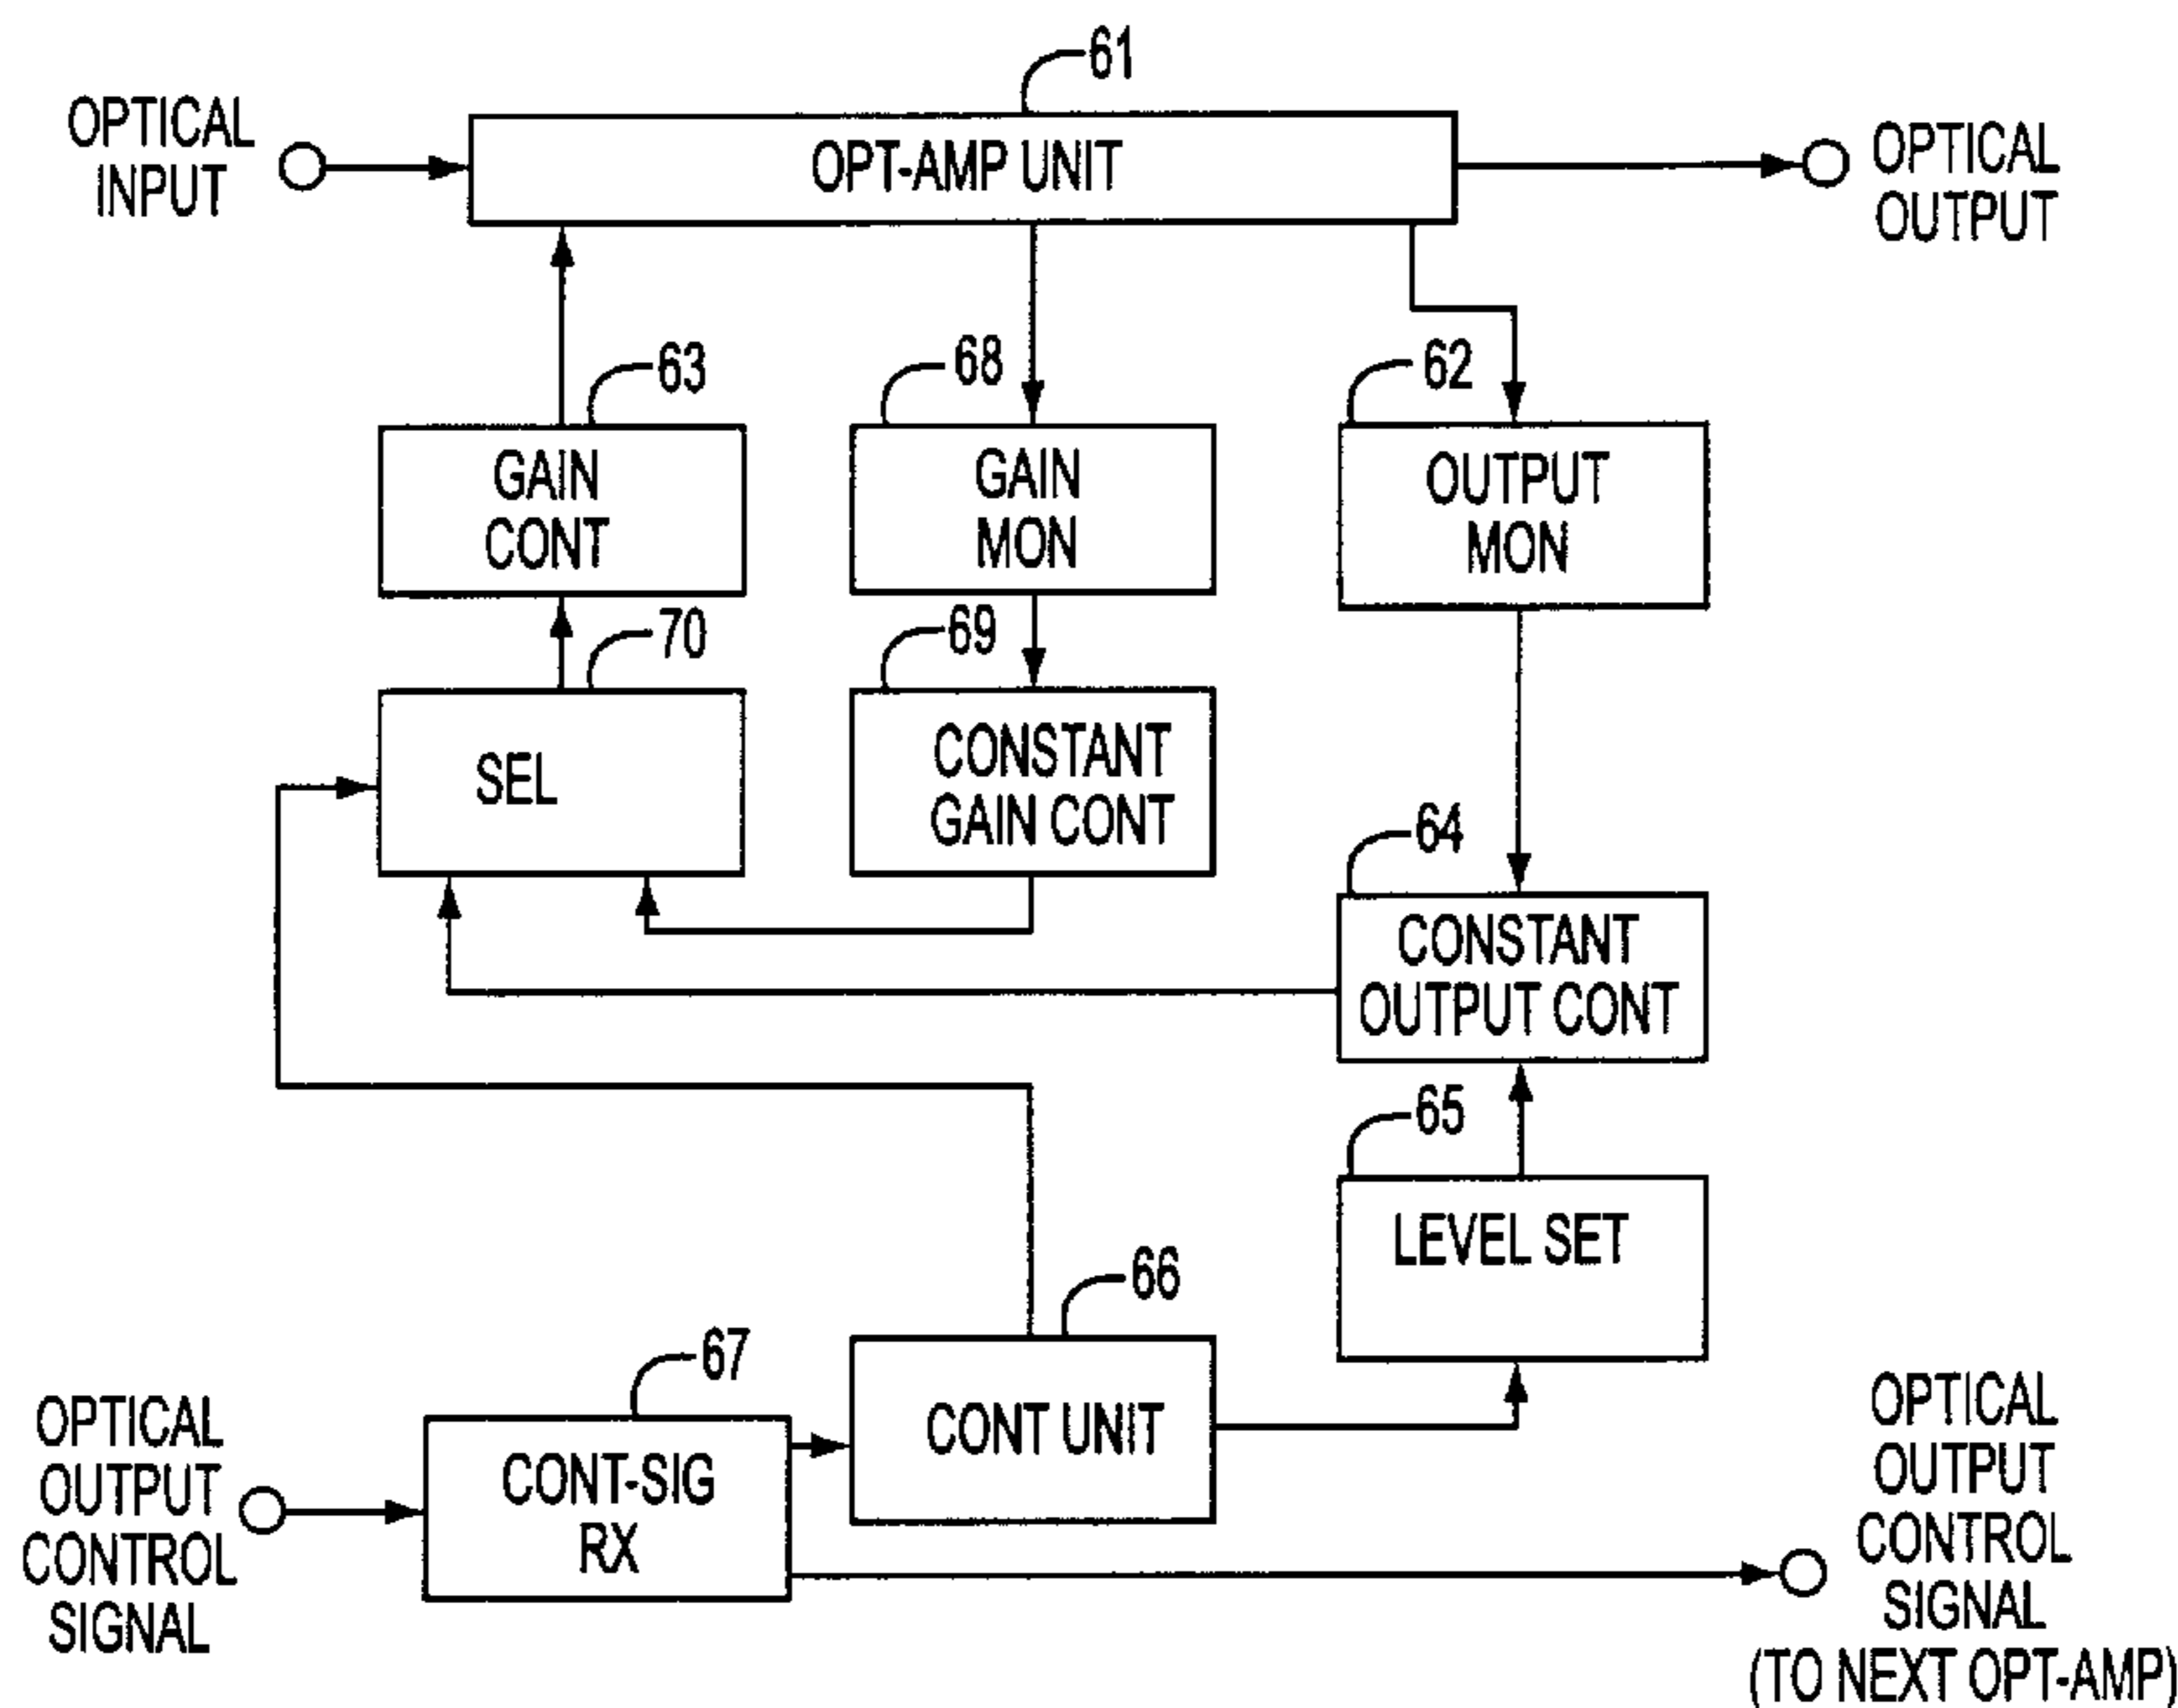 61
OPTICAL
INPUT
OPT-AMP UNIT
OPTICAL
OUTPUT
63
GAIN
CONT
68
GAIN
MON
62
OUTPUT
MON
70
SEL
69
CONSTANT
GAIN CONT
64
CONSTANT
OUTPUT CONT
65
LEVEL SET
66
CONT UNIT
67
CONT-SIG
RX
OPTICAL
OUTPUT
CONTROL
SIGNAL
OPTICAL
OUTPUT
CONTROL
SIGNAL
(TO NEXT OPT-AMP)